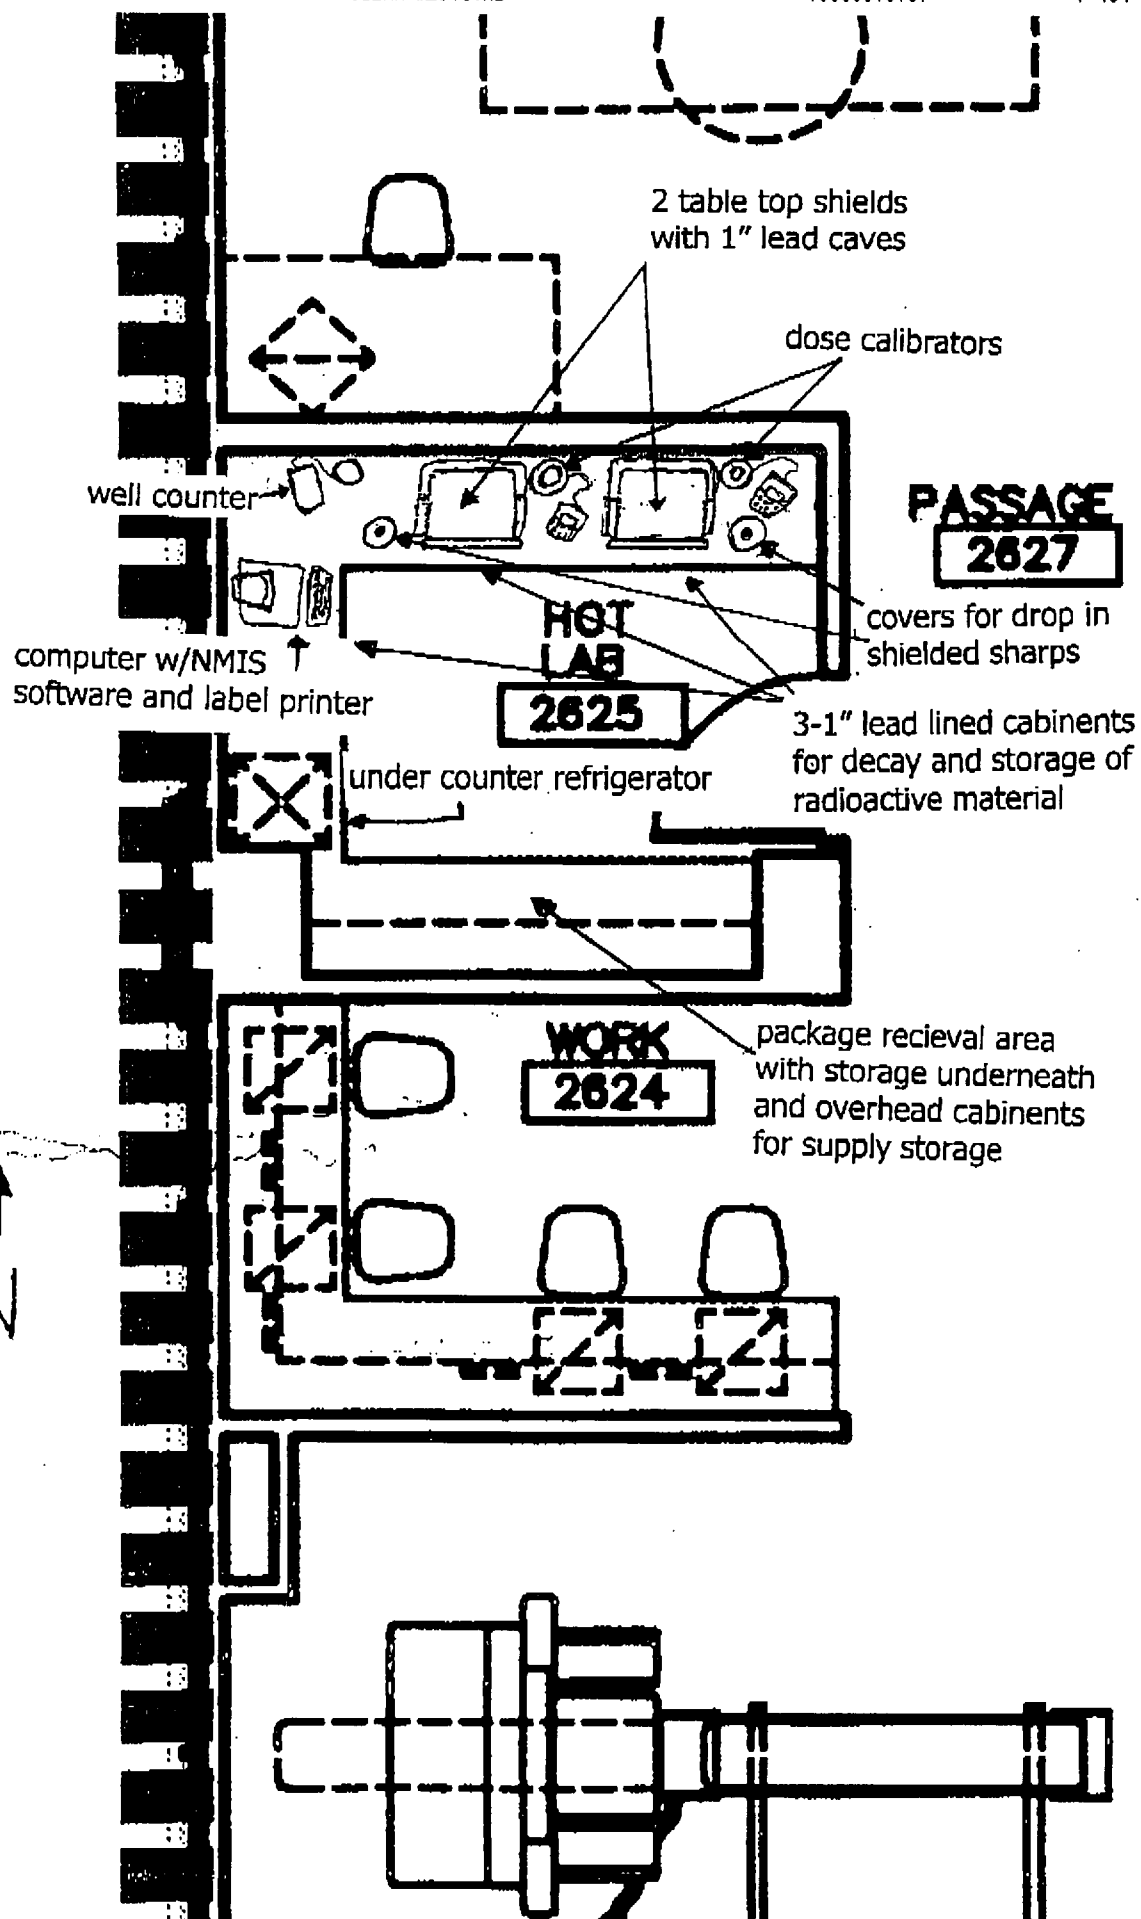 2 table top shields
with 1" lead caves
dose calibrators
well counter
PASSAGE
2627
HOT
LAB
2625
covers for drop in
shielded sharps
computer w/NMIS
software and label printer
3-1" lead lined cabinents
for decay and storage of
radioactive material
under counter refrigerator
WORK
2624
package recieval area
with storage underneath
and overhead cabinents
for supply storage